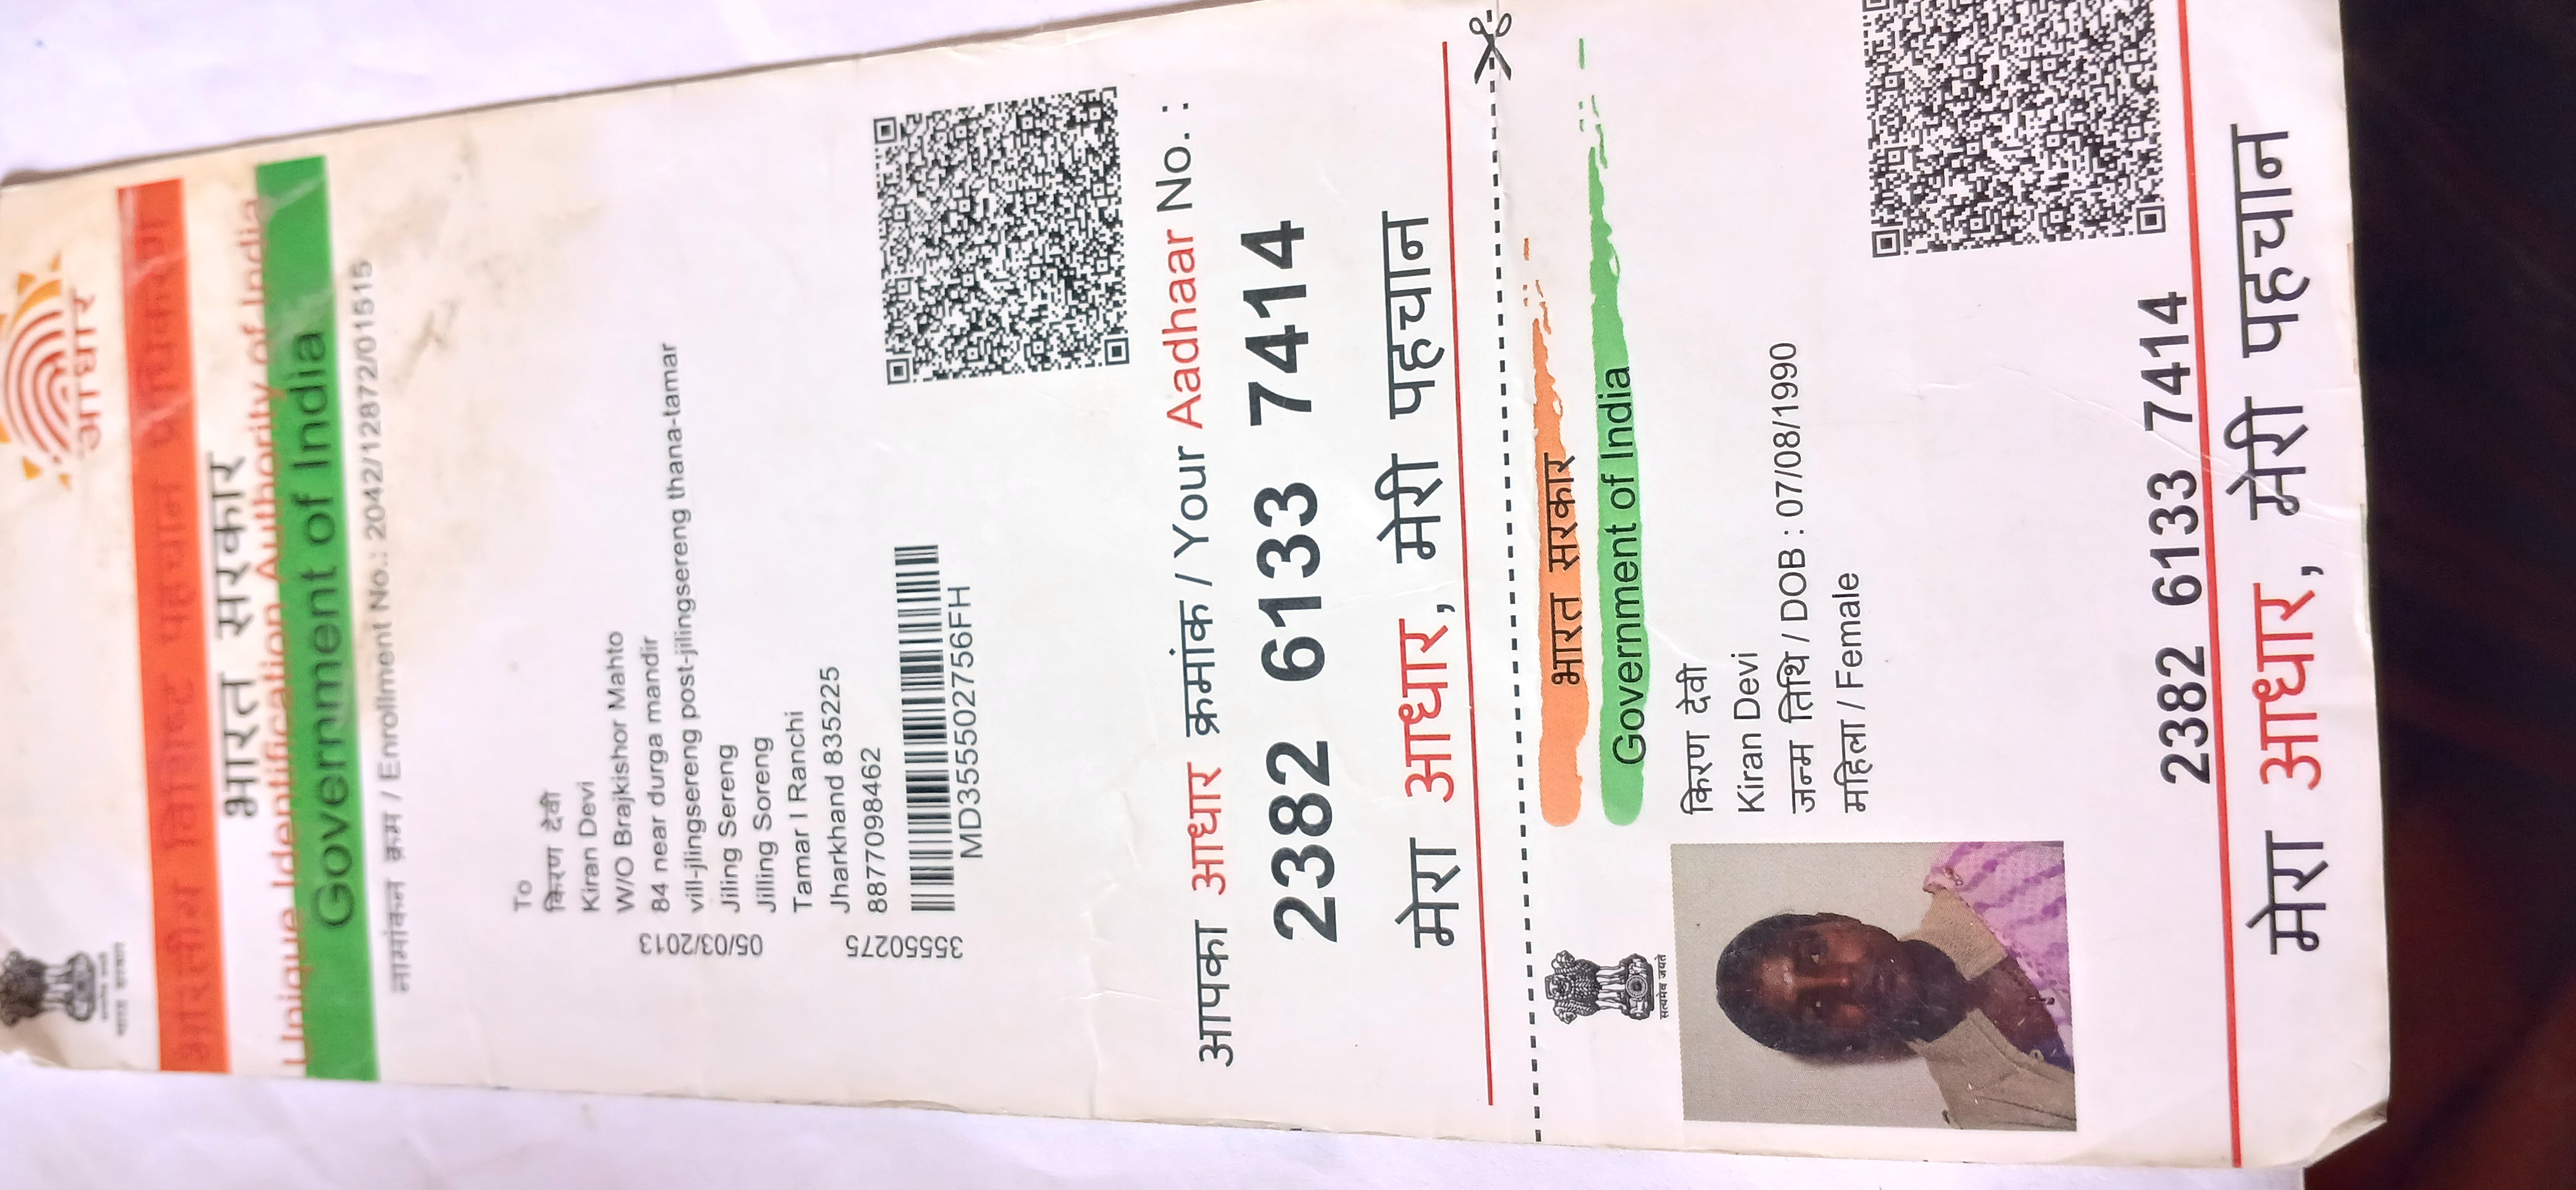 आधार
भारत सरकार
भारतीय विशिष्ट पहचान प्राधिकरण
भारत सरकार
Unique Identification Authority of India
Government of India
नामांकन क्रम / Enrollment No.: 2042/12872/01515
To
किरण देवी
Kiran Devi
W/O Brajkishor Mahto
84 near durga mandir
vill-jlingsereng post-jilingsereng thana-tamar
Jiling Sereng
Jilling Soreng
Tamar I Ranchi
Jharkhand 835225
8877098462
05/03/2013
35550275
MD355502756FH
आपका आधार क्रमांक / Your Aadhaar No. :
2382 6133 7414
मेरा आधार, मेरी पहचान
सत्यमेव जयते
भारत सरकार
Government of India
किरण देवी
Kiran Devi
जन्म तिथि / DOB : 07/08/1990
महिला / Female
2382 6133 7414
मेरा आधार, मेरी पहचान